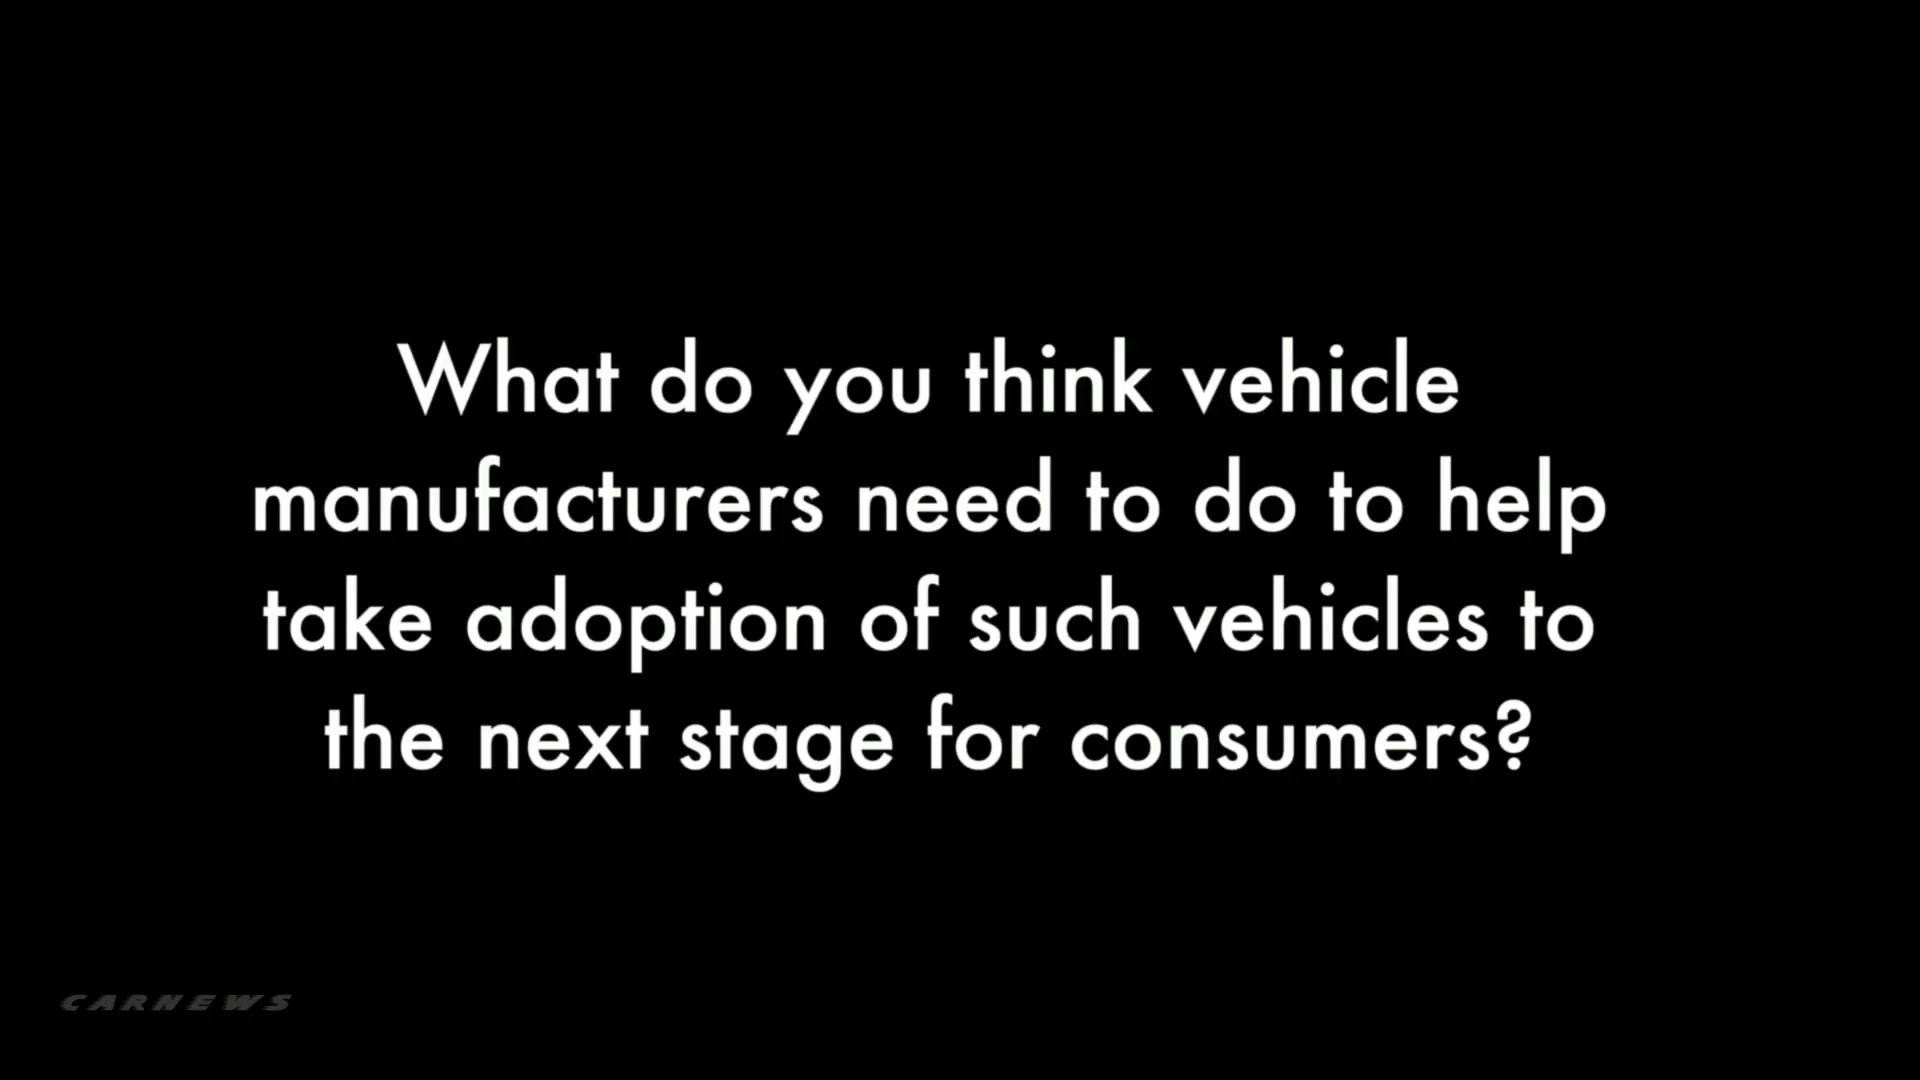 What do you think vehicle
manufacturers need to do to help
take adoption of such vehicles to
the next stage for consumers?
CARNEWS